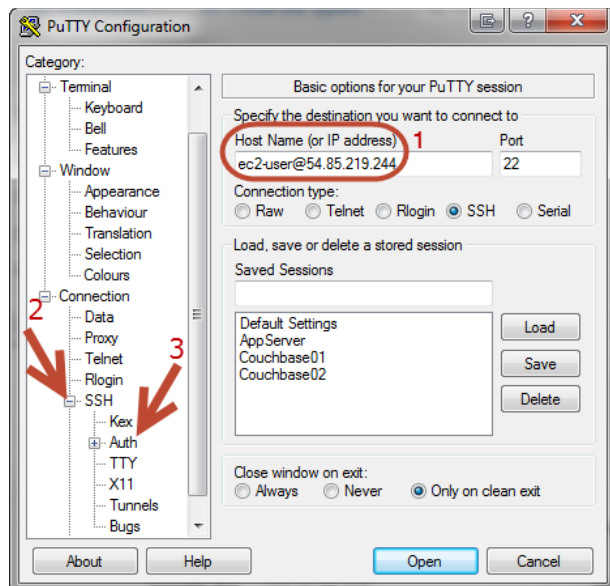 PuTTY Configuration
Category:
Terminal
Keyboard
Bell
Features
Window
Appearance
Behaviour
Translation
Selection
Colours
Connection
Data
Proxy
Telnet
Rlogin
SSH
Kex
Auth
TTY
X11
Tunnels
Bugs
2
3
Basic options for your PuTTY session
Specify the destination you want to connect to
Host Name (or IP address) 1 Port
ec2-user@54.85.219.244 22
Connection type:
Raw Telnet Rlogin SSH Serial
Load, save or delete a stored session
Saved Sessions
Default Settings
AppServer
Couchbase01
Couchbase02
Load
Save
Delete
Close window on exit:
Always Never Only on clean exit
About Help Open Cancel